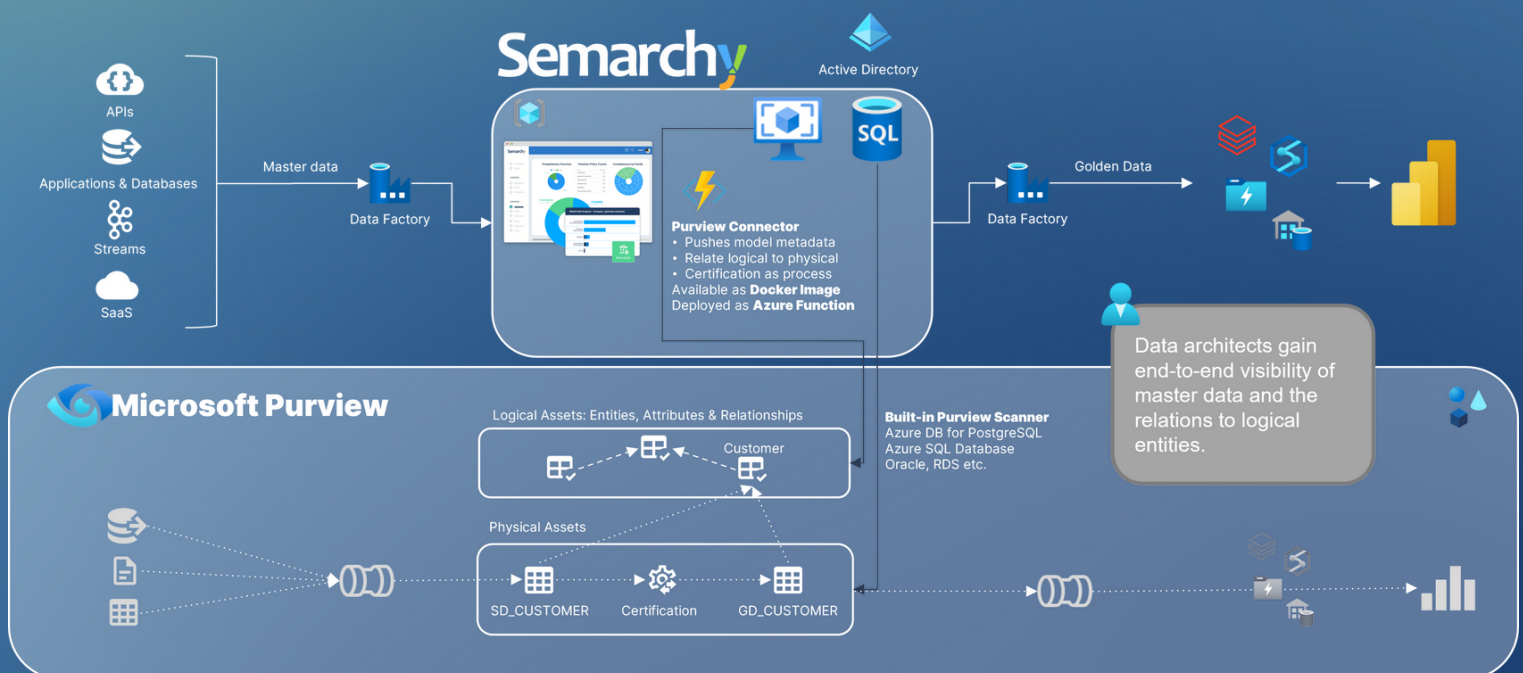 Semarchy
Active Directory
APIs
Applications & Databases
Streams
SaaS
Master data
Data Factory
Semarchy
SQL
Purview Connector
• Pushes model metadata
• Relate logical to physical
• Certification as process
Available as Docker Image
Deployed as Azure Function
Data Factory
Golden Data
Data architects gain
end-to-end visibility of
master data and the
relations to logical
entities.
Microsoft Purview
Logical Assets: Entities, Attributes & Relationships
Customer
Built-in Purview Scanner
Azure DB for PostgreSQL
Azure SQL Database
Oracle, RDS etc.
Physical Assets
SD_CUSTOMER
Certification
GD_CUSTOMER